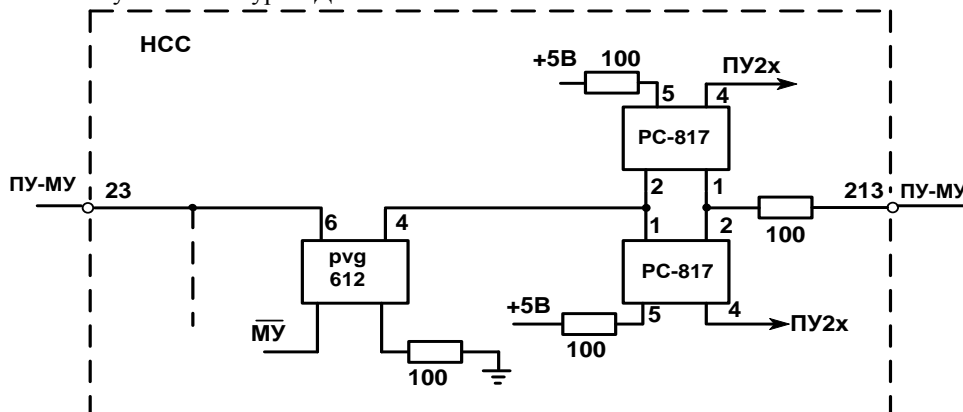 НСС
+5В 100 ПУ2х
5 4
РС-817
ПУ-МУ 23
2 1
213 ПУ-МУ
6 4
1 2
100
pvg
612
РС-817
+5В
5 4
ПУ2х
МУ
100
100